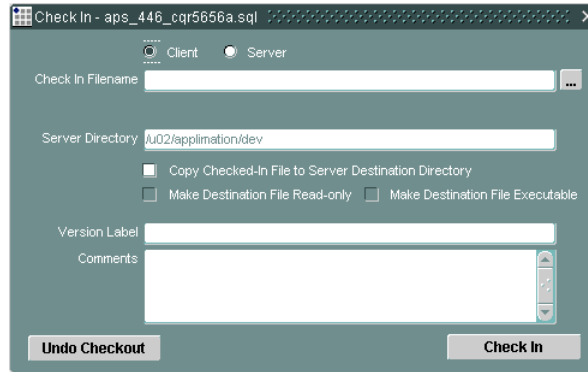 Check In - aps_446_cqr5656a.sql
Client Server
Check In Filename
...
Server Directory /u02/applimation/dev
Copy Checked-In File to Server Destination Directory
Make Destination File Read-only Make Destination File Executable
Version Label
Comments
Undo Checkout Check In